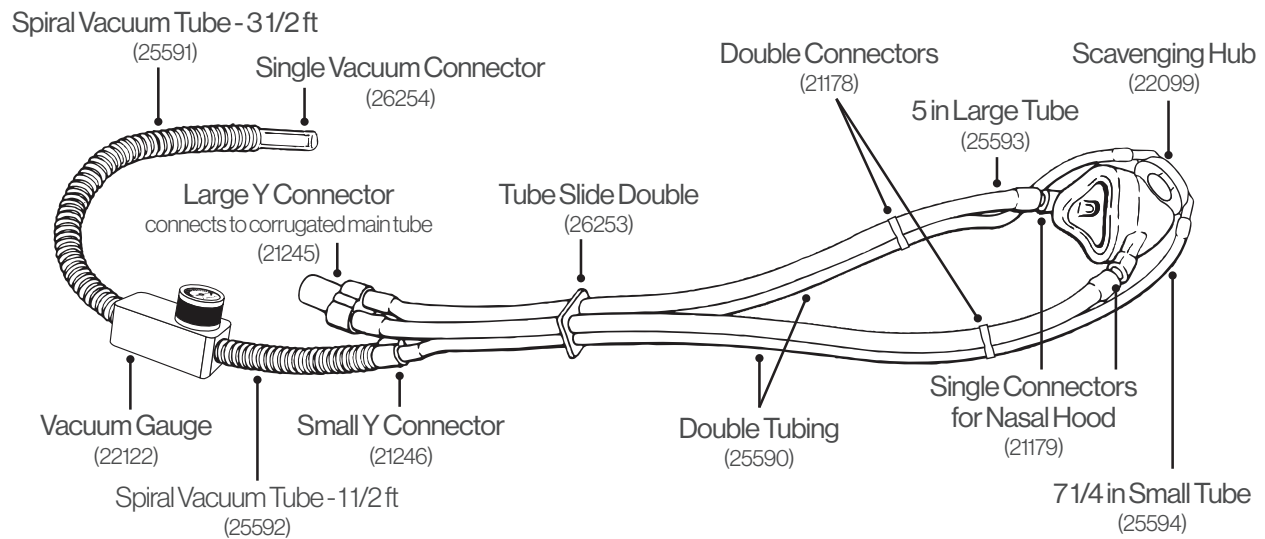 Spiral Vacuum Tube - 3 1/2 ft
(25591)
Single Vacuum Connector
(26254)
Double Connectors
(21178)
Scavenging Hub
(22099)
5 in Large Tube
(25593)
Large Y Connector
connects to corrugated main tube
(21245)
Tube Slide Double
(26253)
Vacuum Gauge
(22122)
Small Y Connector
(21246)
Double Tubing
(25590)
Single Connectors
for Nasal Hood
(21179)
Spiral Vacuum Tube - 1 1/2 ft
(25592)
7 1/4 in Small Tube
(25594)